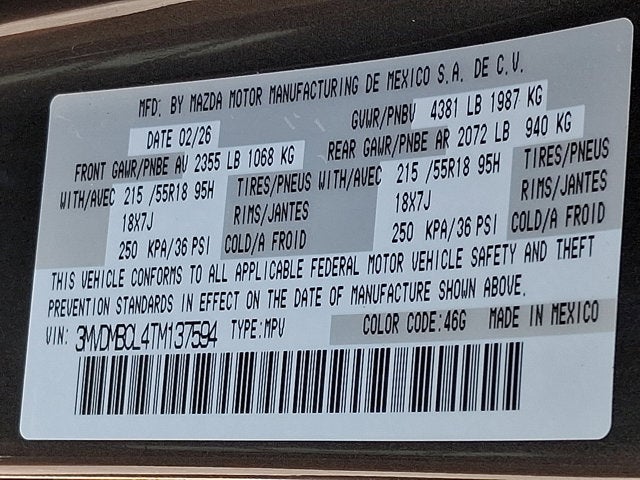 MFD. BY MAZDA MOTOR MANUFACTURING DE MEXICO S.A. DE C.V.
DATE 02/26 GVWR/PNBV 4381 LB 1987 KG
FRONT GAWR/PNBE AV 2355 LB 1068 KG REAR GAWR/PNBE AR 2072 LB 940 KG
WITH/AVEC 215 /55R18 95H TIRES/PNEUS WITH/AVEC 215 /55R18 95H TIRES/PNEUS
18X7J RIMS/JANTES 18X7J RIMS/JANTES
250 KPA/36 PSI COLD/A FROID 250 KPA/36 PSI COLD/A FROID
THIS VEHICLE CONFORMS TO ALL APPLICABLE FEDERAL MOTOR VEHICLE SAFETY AND THEFT
PREVENTION STANDARDS IN EFFECT ON THE DATE OF MANUFACTURE SHOWN ABOVE.
VIN: 3MVDMBCL4TM137594 TYPE:MPV COLOR CODE:46G MADE IN MEXICO